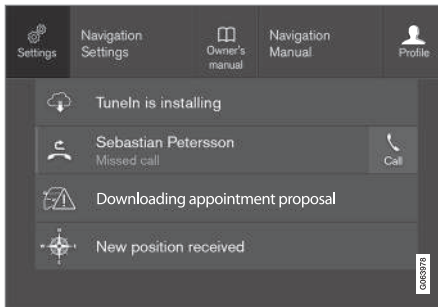 Settings
Navigation
Settings
Owner's
manual
Navigation
Manual
Profile
TuneIn is installing
Sebastian Petersson
Missed call
Call
Downloading appointment proposal
New position received
G063978